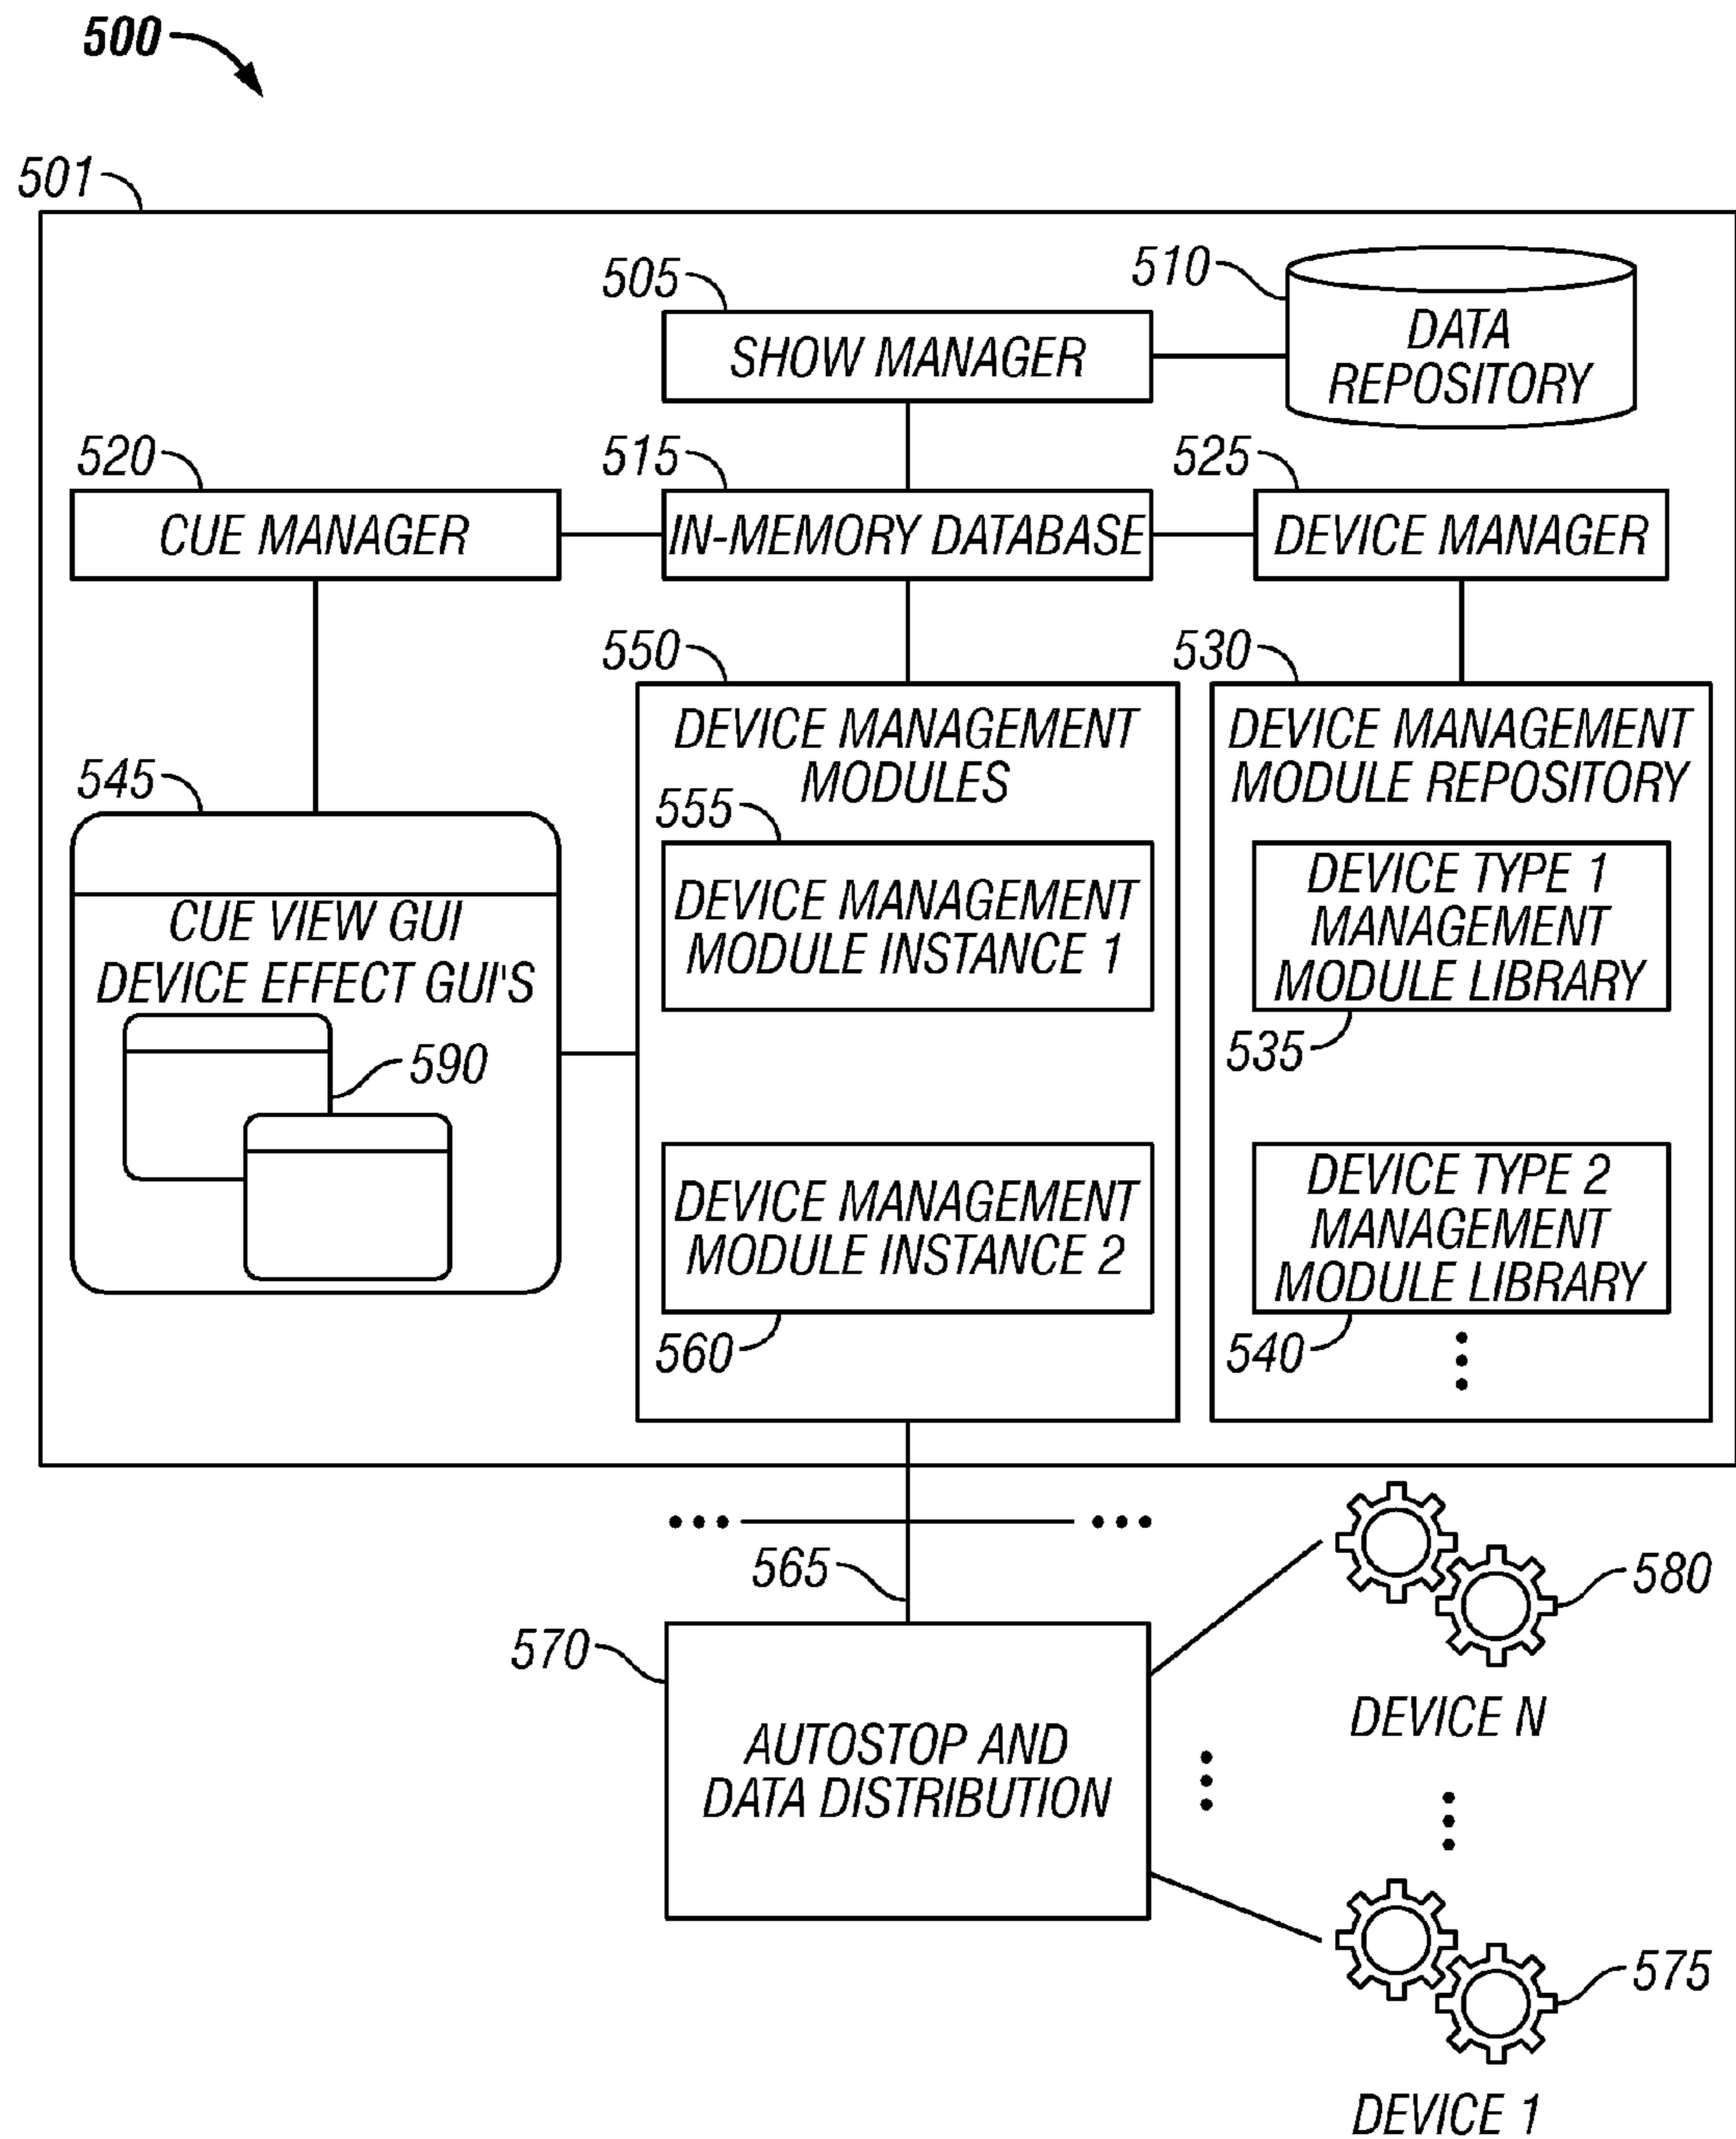 500
501
505
510
SHOW MANAGER
DATA
REPOSITORY
520
515
525
CUE MANAGER
IN-MEMORY DATABASE
DEVICE MANAGER
550
530
DEVICE MANAGEMENT
MODULES
DEVICE MANAGEMENT
MODULE REPOSITORY
545
555
CUE VIEW GUI
DEVICE EFFECT GUI'S
590
DEVICE MANAGEMENT
MODULE INSTANCE 1
DEVICE TYPE 1
MANAGEMENT
MODULE LIBRARY
535
DEVICE MANAGEMENT
MODULE INSTANCE 2
560
DEVICE TYPE 2
MANAGEMENT
MODULE LIBRARY
540
565
580
570
DEVICE N
AUTOSTOP AND
DATA DISTRIBUTION
575
DEVICE 1